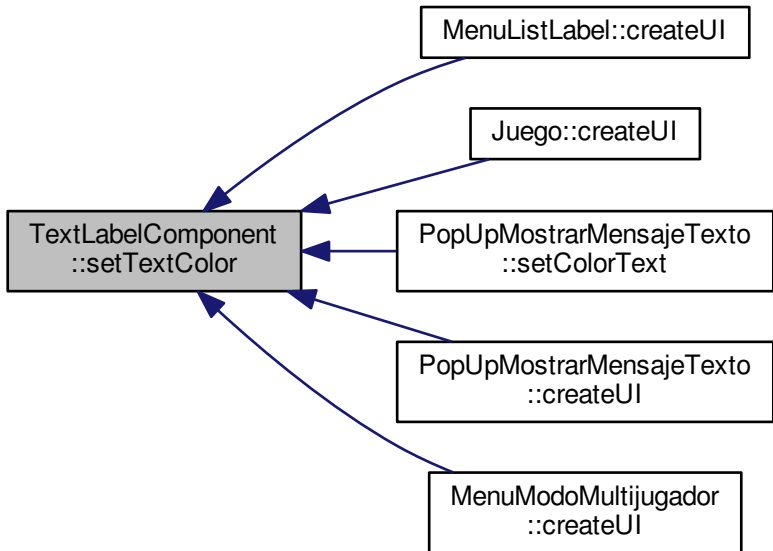 MenuListLabel::createUI
Juego::createUI
TextLabelComponent
::setTextColor
PopUpMostrarMensajeTexto
::setColorText
PopUpMostrarMensajeTexto
::createUI
MenuModoMultijugador
::createUI